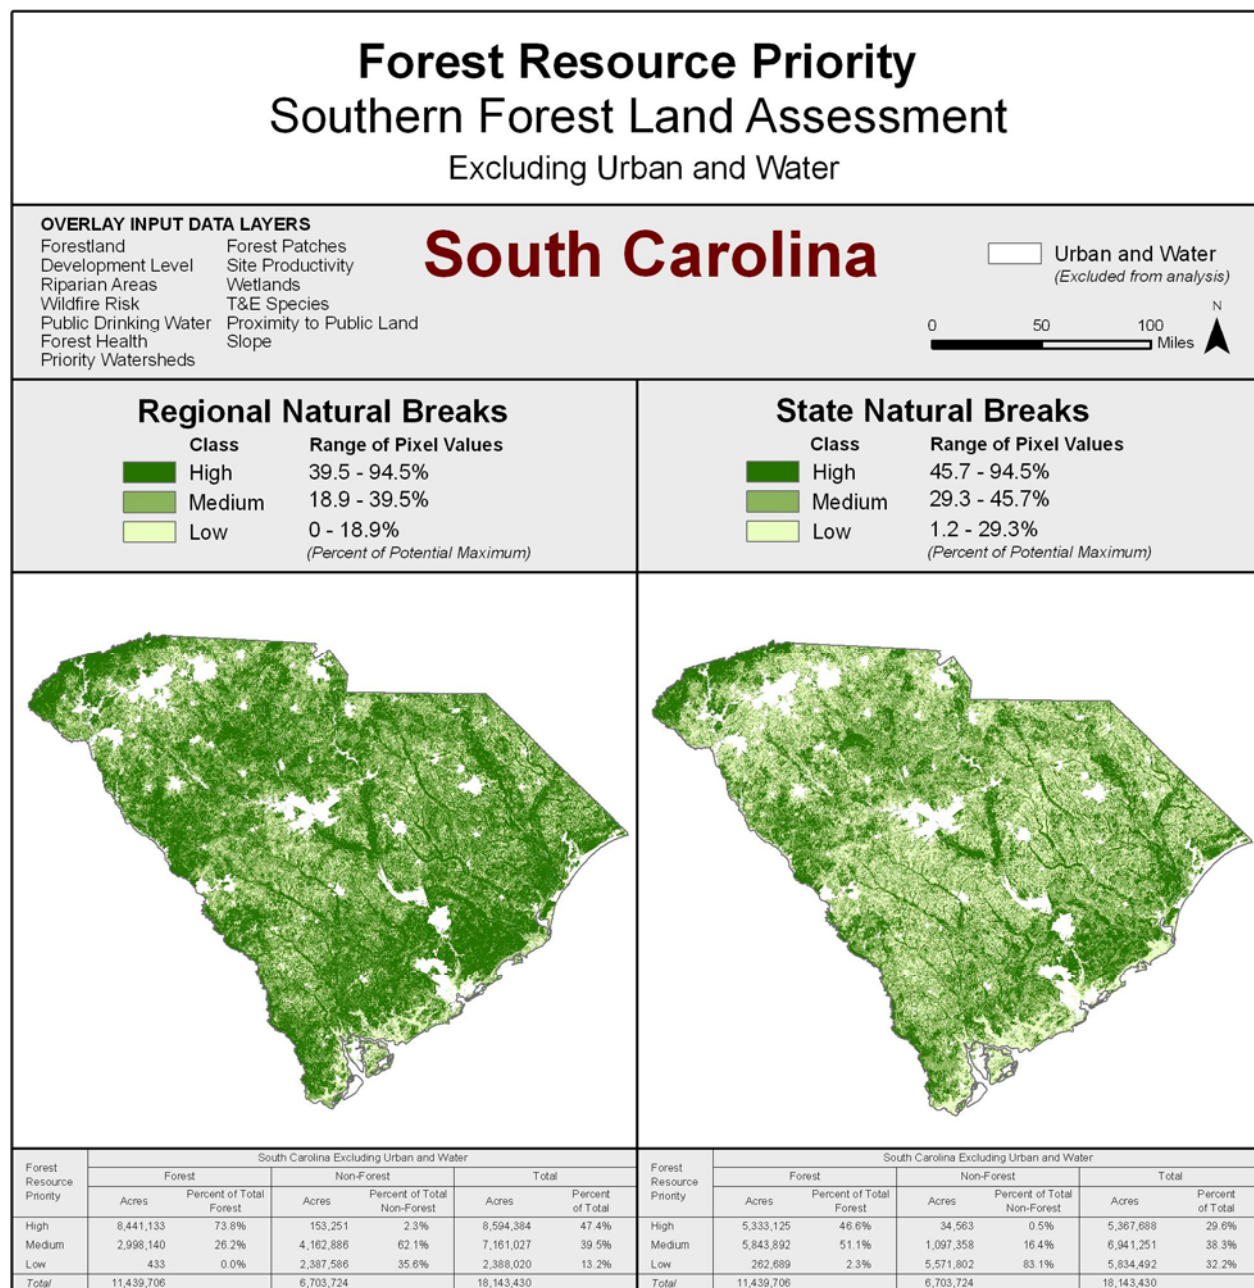 Forest Resource Priority
Southern Forest Land Assessment
Excluding Urban and Water
OVERLAY INPUT DATA LAYERS
Forestland Forest Patches
Development Level Site Productivity
Riparian Areas Wetlands
Wildfire Risk T&E Species
Public Drinking Water Proximity to Public Land
Forest Health Slope
Priority Watersheds
South Carolina
Urban and Water
(Excluded from analysis)
N
0 50 100
Miles
Regional Natural Breaks
Class Range of Pixel Values
High 39.5 - 94.5%
Medium 18.9 - 39.5%
Low 0 - 18.9%
(Percent of Potential Maximum)
State Natural Breaks
Class Range of Pixel Values
High 45.7 - 94.5%
Medium 29.3 - 45.7%
Low 1.2 - 29.3%
(Percent of Potential Maximum)
Forest Resource Priority
South Carolina Excluding Urban and Water
Forest Non-Forest Total
Acres Percent of Total Forest Acres Percent of Total Non-Forest Acres Percent of Total
High 8,441,133 73.8% 153,251 2.3% 8,594,384 47.4%
Medium 2,998,140 26.2% 4,162,886 62.1% 7,161,027 39.5%
Low 433 0.0% 2,387,586 35.6% 2,388,020 13.2%
Total 11,439,706 6,703,724 18,143,430
Forest Resource Priority
South Carolina Excluding Urban and Water
Forest Non-Forest Total
Acres Percent of Total Forest Acres Percent of Total Non-Forest Acres Percent of Total
High 5,333,125 46.6% 34,563 0.5% 5,367,688 29.6%
Medium 5,843,892 51.1% 1,097,358 16.4% 6,941,251 38.3%
Low 262,689 2.3% 5,571,802 83.1% 5,834,492 32.2%
Total 11,439,706 6,703,724 18,143,430